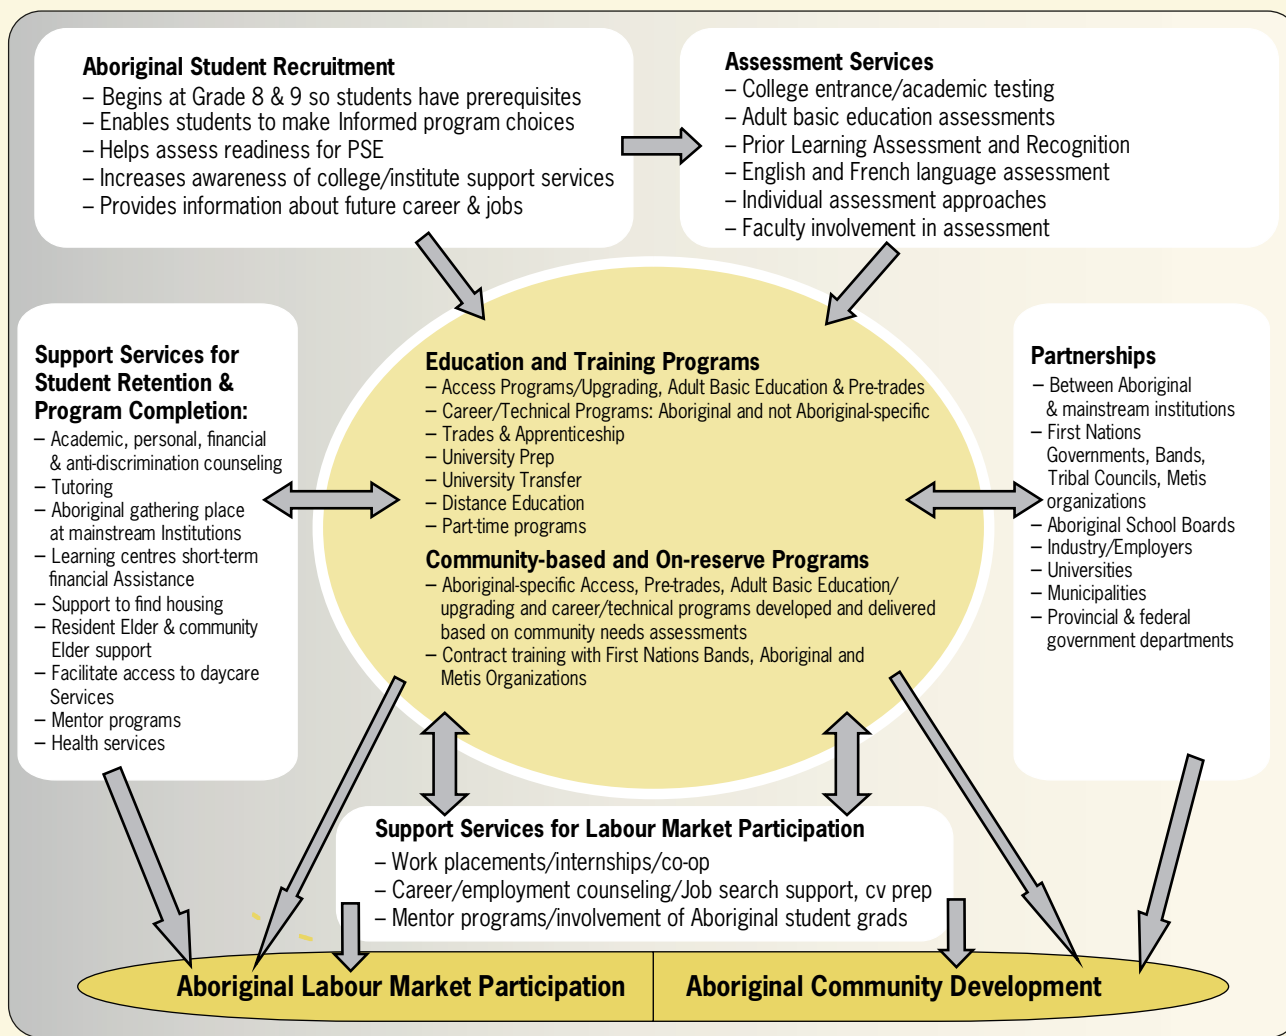 Aboriginal Student Recruitment
– Begins at Grade 8 & 9 so students have prerequisites
– Enables students to make Informed program choices
– Helps assess readiness for PSE
– Increases awareness of college/institute support services
– Provides information about future career & jobs
Assessment Services
– College entrance/academic testing
– Adult basic education assessments
– Prior Learning Assessment and Recognition
– English and French language assessment
– Individual assessment approaches
– Faculty involvement in assessment
Support Services for
Student Retention &
Program Completion:
– Academic, personal, financial
& anti-discrimination counseling
– Tutoring
– Aboriginal gathering place
at mainstream Institutions
– Learning centres short-term
financial Assistance
– Support to find housing
– Resident Elder & community
Elder support
– Facilitate access to daycare
Services
– Mentor programs
– Health services
Education and Training Programs
– Access Programs/Upgrading, Adult Basic Education & Pre-trades
– Career/Technical Programs: Aboriginal and not Aboriginal-specific
– Trades & Apprenticeship
– University Prep
– University Transfer
– Distance Education
– Part-time programs
Community-based and On-reserve Programs
– Aboriginal-specific Access, Pre-trades, Adult Basic Education/
upgrading and career/technical programs developed and delivered
based on community needs assessments
– Contract training with First Nations Bands, Aboriginal and
Metis Organizations
Partnerships
– Between Aboriginal
& mainstream institutions
– First Nations
Governments, Bands,
Tribal Councils, Metis
organizations
– Aboriginal School Boards
– Industry/Employers
– Universities
– Municipalities
– Provincial & federal
government departments
Support Services for Labour Market Participation
– Work placements/internships/co-op
– Career/employment counseling/Job search support, cv prep
– Mentor programs/involvement of Aboriginal student grads
Aboriginal Labour Market Participation
Aboriginal Community Development